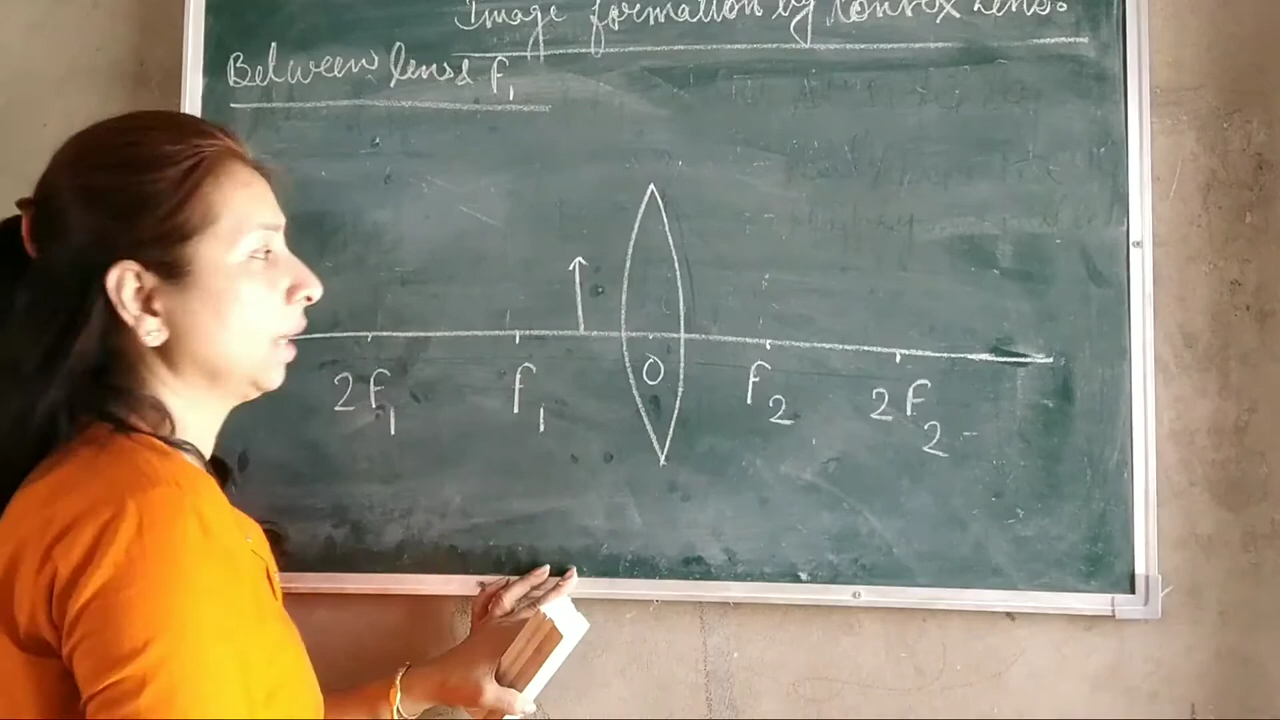 Image formation by Convex Lens.
Between lens & F1
2F1 F1 O F2 2F2